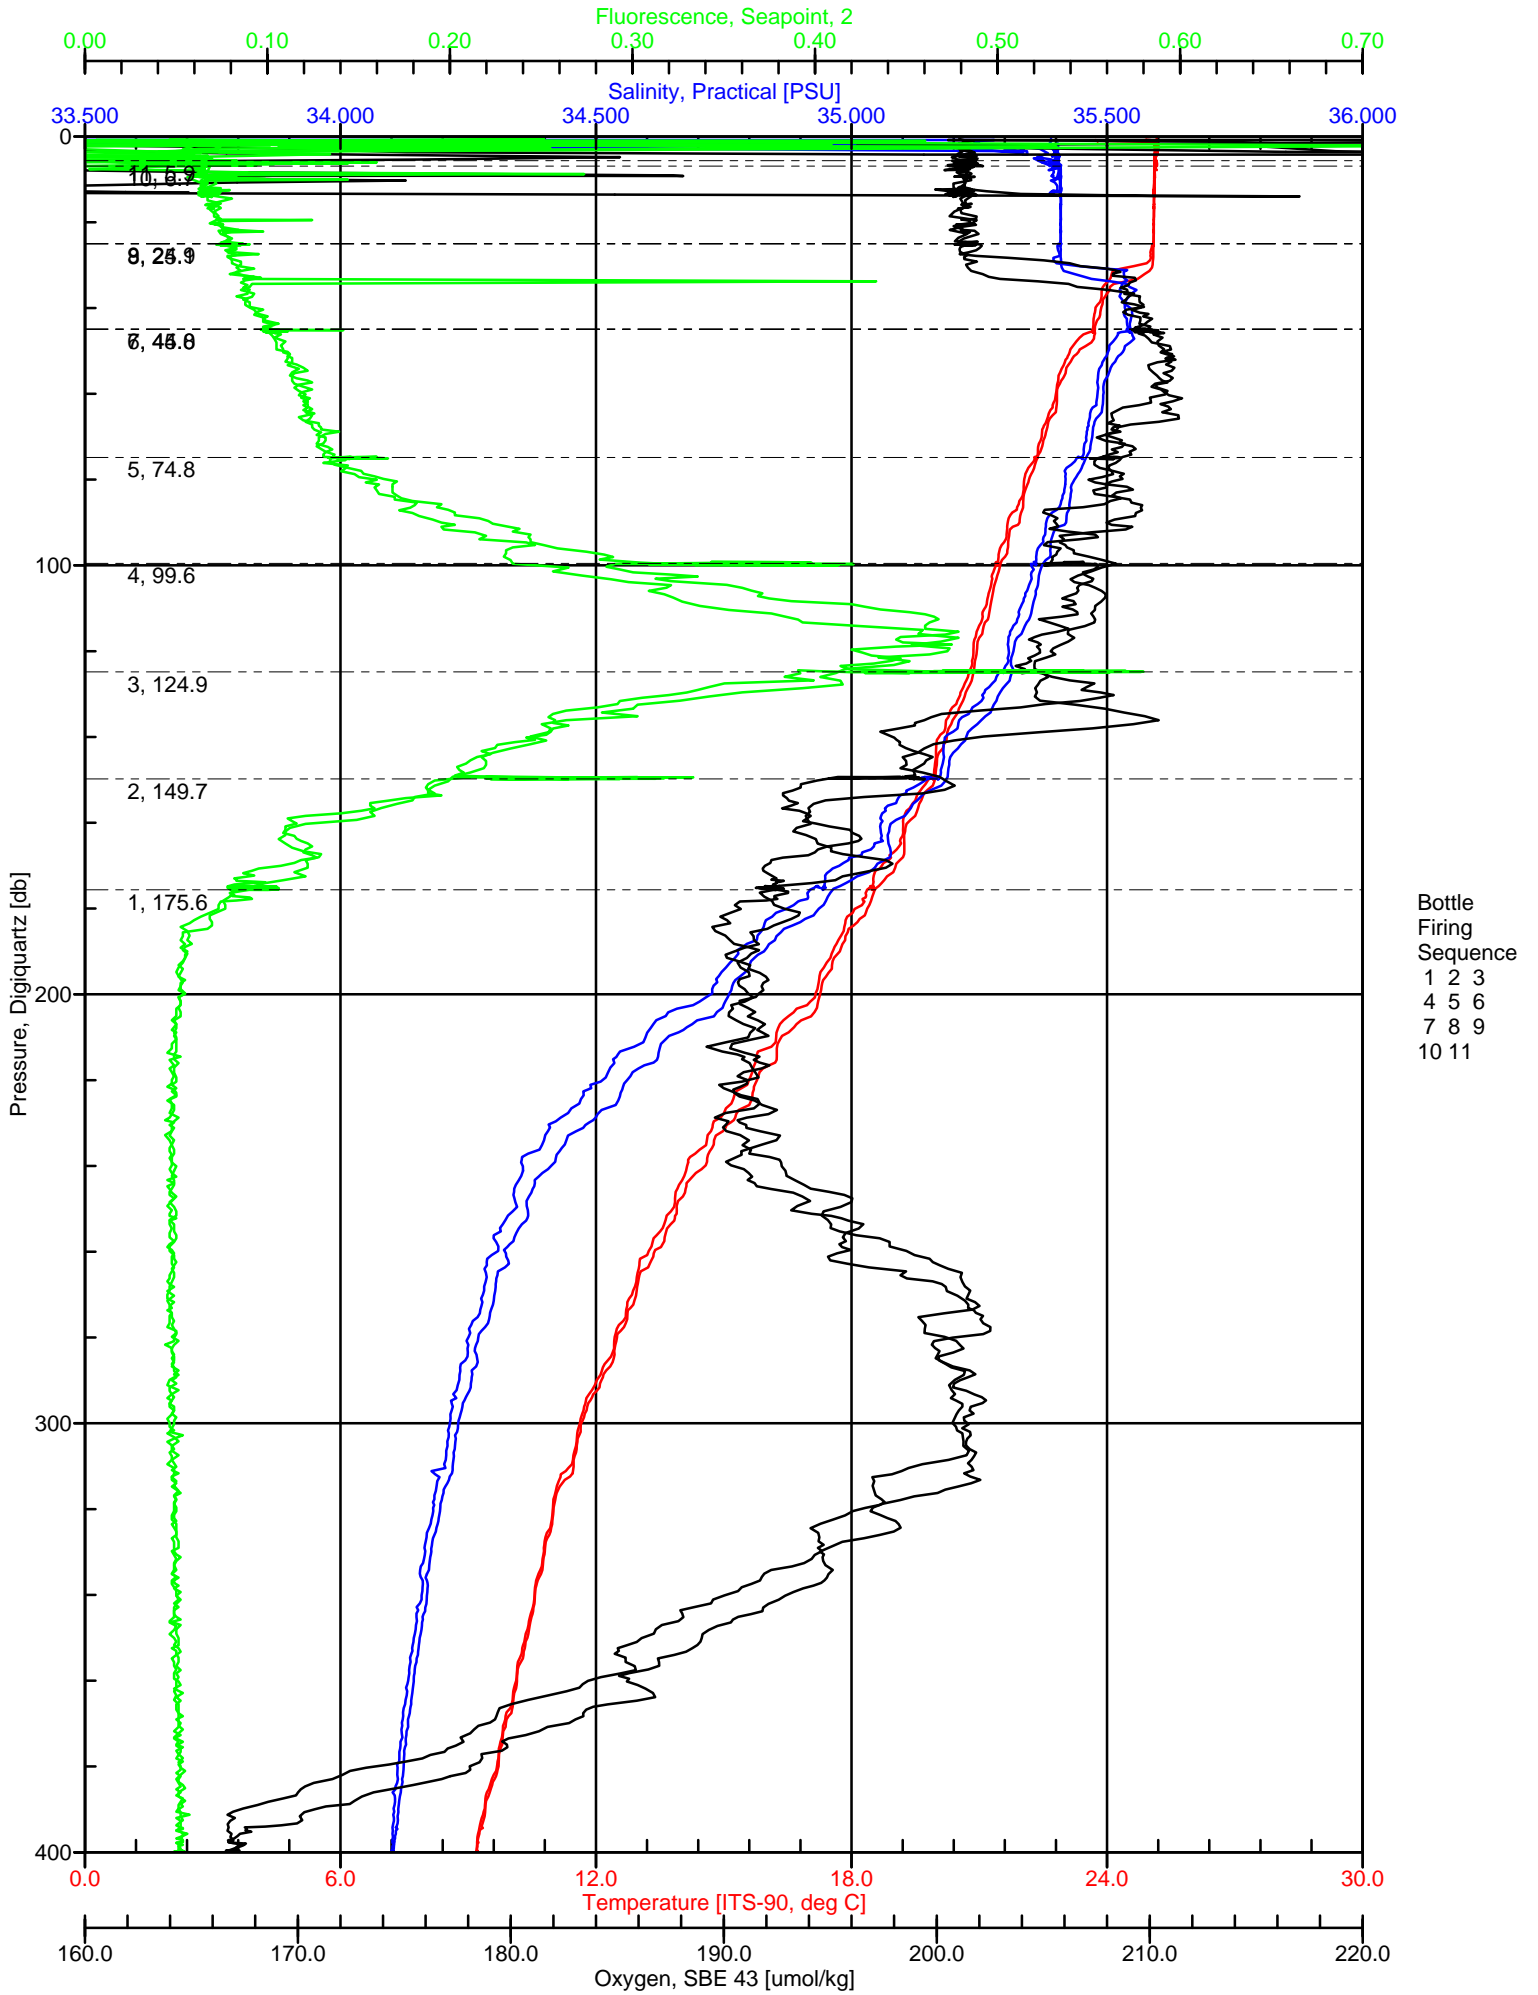 Fluorescence, Seapoint, 2
0.00 0.10 0.20 0.30 0.40 0.50 0.60 0.70
Salinity, Practical [PSU]
33.500 34.000 34.500 35.000 35.500 36.000
0
5, 74.8
100
4, 99.6
3, 124.9
2, 149.7
1, 175.6
200
300
400
Pressure, Digiquartz [db]
Bottle
Firing
Sequence
1 2 3
4 5 6
7 8 9
10 11
0.0 6.0 12.0 18.0 24.0 30.0
Temperature [ITS-90, deg C]
160.0 170.0 180.0 190.0 200.0 210.0 220.0
Oxygen, SBE 43 [umol/kg]